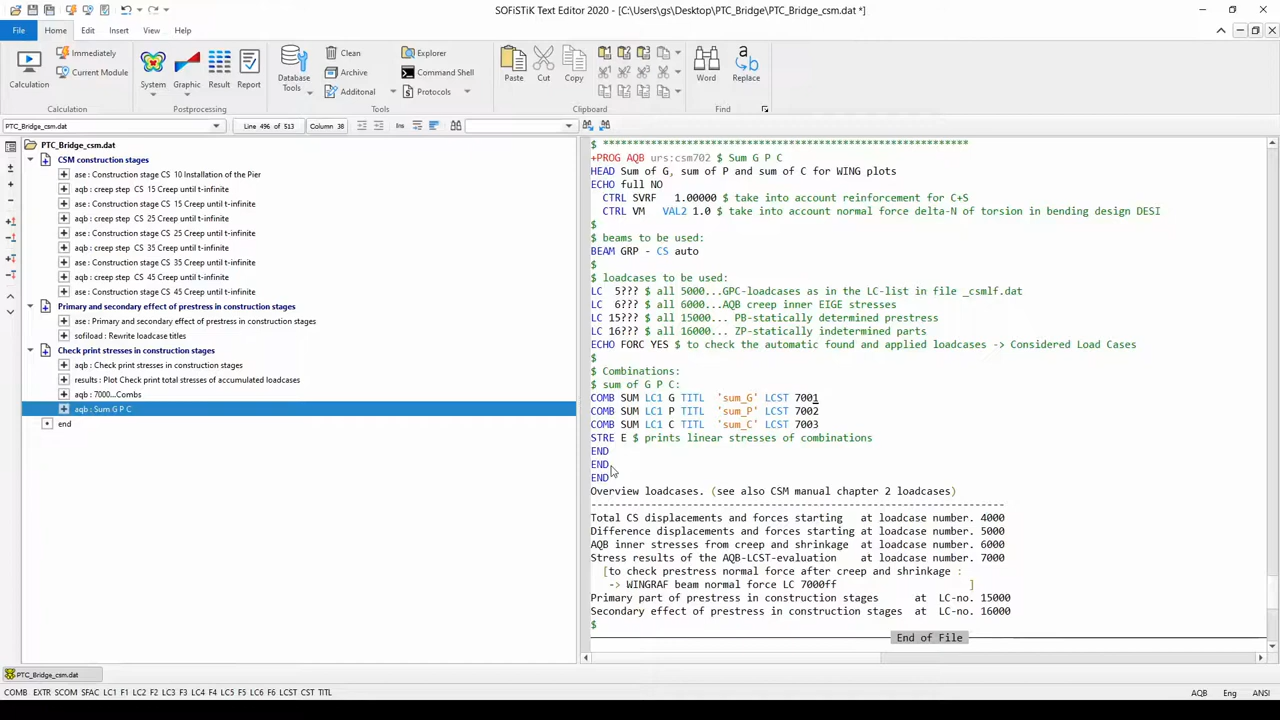 SOFiSTiK Text Editor 2020 - [C:\Users\gs\Desktop\PTC_Bridge\PTC_Bridge_csm.dat *]
File Home Edit Insert View Help
Calculation
Immediately
Current Module
System
Graphic
Result
Report
Database Tools
Clean
Archive
Additonal
Explorer
Command Shell
Protocols
Paste
Cut
Copy
Word
Replace
Calculation Postprocessing Tools Clipboard Find
PTC_Bridge_csm.dat Line 496 of 513 Column 38
PTC_Bridge_csm.dat
CSM construction stages
ase : Construction stage CS 10 Installation of the Pier
aqb : creep step CS 15 Creep until t-infinite
ase : Construction stage CS 15 Creep until t-infinite
aqb : creep step CS 25 Creep until t-infinite
ase : Construction stage CS 25 Creep until t-infinite
aqb : creep step CS 35 Creep until t-infinite
ase : Construction stage CS 35 Creep until t-infinite
aqb : creep step CS 45 Creep until t-infinite
ase : Construction stage CS 45 Creep until t-infinite
Primary and secondary effect of prestress in construction stages
ase : Primary and secondary effect of prestress in construction stages
sofiload : Rewrite loadcase titles
Check print stresses in construction stages
aqb : Check print stresses in construction stages
results : Plot Check print total stresses of accumulated loadcases
aqb : 7000...Combs
aqb : Sum G P C
end
$ *********************************************************
+PROG AQB urs:csm702 $ Sum G P C
HEAD Sum of G, sum of P and sum of C for WING plots
ECHO full NO
CTRL SVRF 1.00000 $ take into account reinforcement for C+S
CTRL VM VAL2 1.0 $ take into account normal force delta-N of torsion in bending design DESI
$
$ beams to be used:
BEAM GRP - CS auto
$
$ loadcases to be used:
LC 5??? $ all 5000...GPC-loadcases as in the LC-list in file _csmlf.dat
LC 6??? $ all 6000...AQB creep inner EIGE stresses
LC 15??? $ all 15000... PB-statically determined prestress
LC 16??? $ all 16000... ZP-statically indetermined parts
ECHO FORC YES $ to check the automatic found and applied loadcases -> Considered Load Cases
$
$ Combinations:
$ sum of G P C:
COMB SUM LC1 G TITL 'sum_G' LCST 7001
COMB SUM LC1 P TITL 'sum_P' LCST 7002
COMB SUM LC1 C TITL 'sum_C' LCST 7003
STRE E $ prints linear stresses of combinations
END
END
END
Overview loadcases. (see also CSM manual chapter 2 loadcases)
--------------------------------------------------------------
Total CS displacements and forces starting at loadcase number. 4000
Difference displacements and forces starting at loadcase number. 5000
AQB inner stresses from creep and shrinkage at loadcase number. 6000
Stress results of the AQB-LCST-evaluation at loadcase number. 7000
[to check prestress normal force after creep and shrinkage :
-> WINGRAF beam normal force LC 7000ff ]
Primary part of prestress in construction stages at LC-no. 15000
Secondary effect of prestress in construction stages at LC-no. 16000
$
End of File
PTC_Bridge_csm.dat
COMB EXTR SCOM SFAC LC1 F1 LC2 F2 LC3 F3 LC4 F4 LC5 F5 LC6 F6 LCST CST TITL AQB Eng ANSI